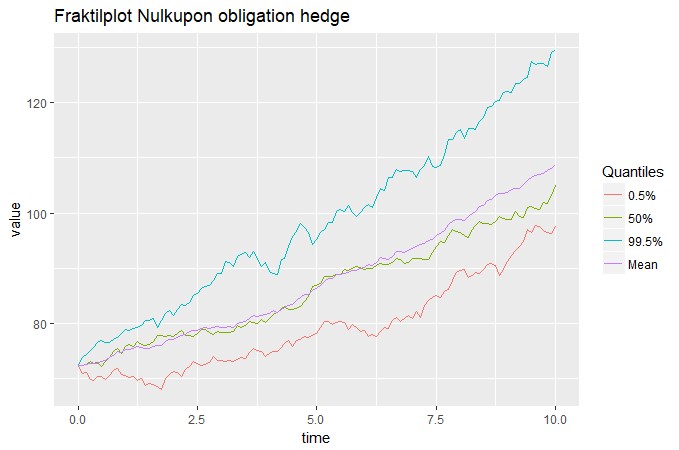 Fraktilplot Nulkupon obligation hedge
120
100
80
value
0.0
2.5
5.0
7.5
10.0
time
Quantiles
0.5%
50%
99.5%
Mean